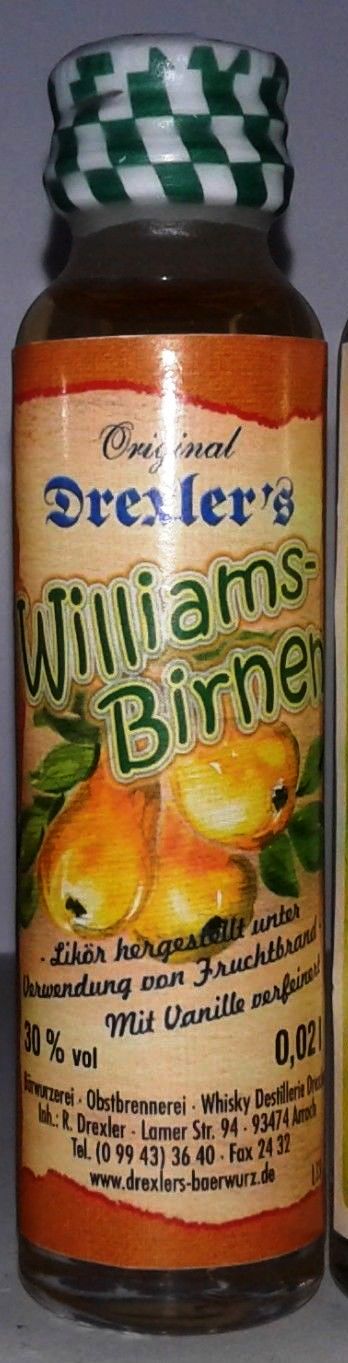 Original
Drexler's
Williams-
Birnen
- Likör hergestellt unter
Verwendung von Fruchtbrand -
Mit Vanille verfeinert
30 % vol
0,02 l
Bärwurzerei · Obstbrennerei · Whisky Destillerie
Inh.: R. Drexler · Lamer Str. 94 · 93474 Arrach
Tel. (0 99 43) 36 40 · Fax 24 32
www.drexlers-baerwurz.de